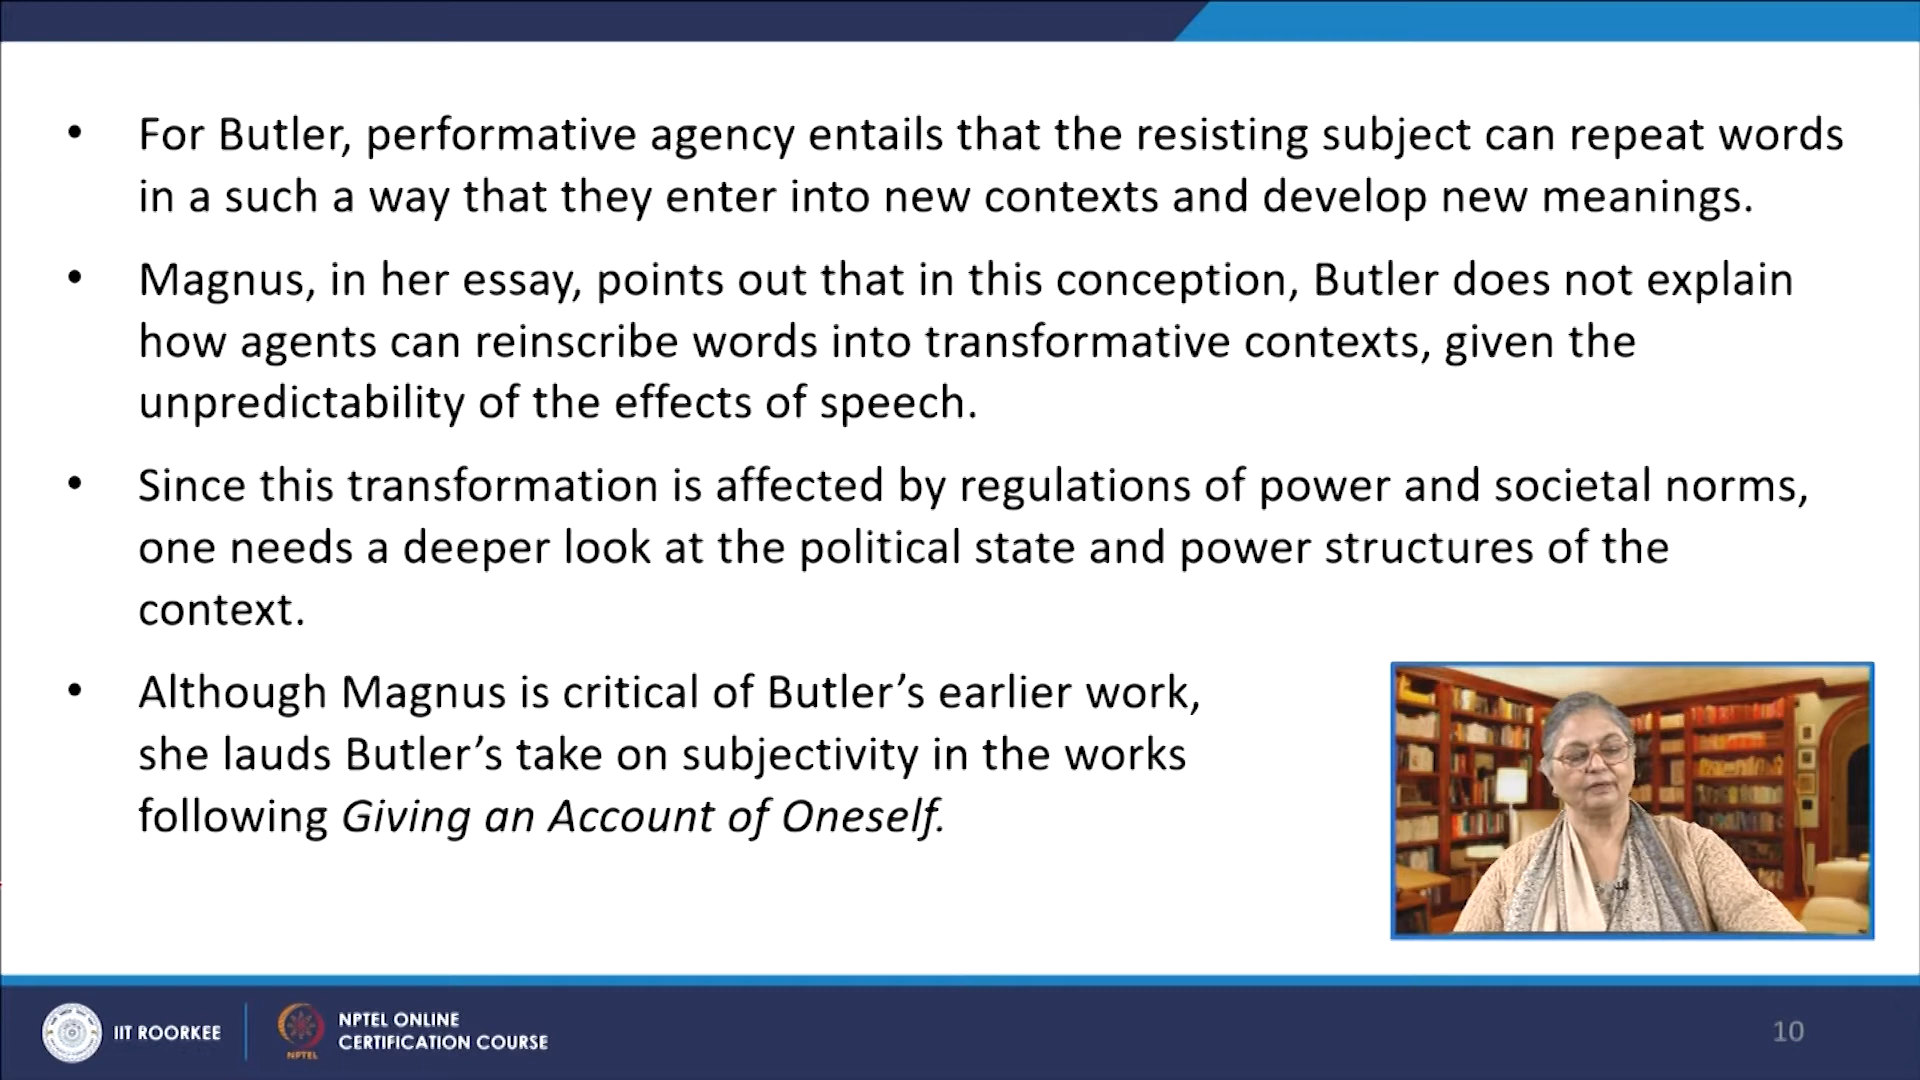 • For Butler, performative agency entails that the resisting subject can repeat words
in a such a way that they enter into new contexts and develop new meanings.
• Magnus, in her essay, points out that in this conception, Butler does not explain
how agents can reinscribe words into transformative contexts, given the
unpredictability of the effects of speech.
• Since this transformation is affected by regulations of power and societal norms,
one needs a deeper look at the political state and power structures of the
context.
• Although Magnus is critical of Butler’s earlier work,
she lauds Butler’s take on subjectivity in the works
following Giving an Account of Oneself.
IIT ROORKEE
NPTEL
NPTEL ONLINE
CERTIFICATION COURSE
10